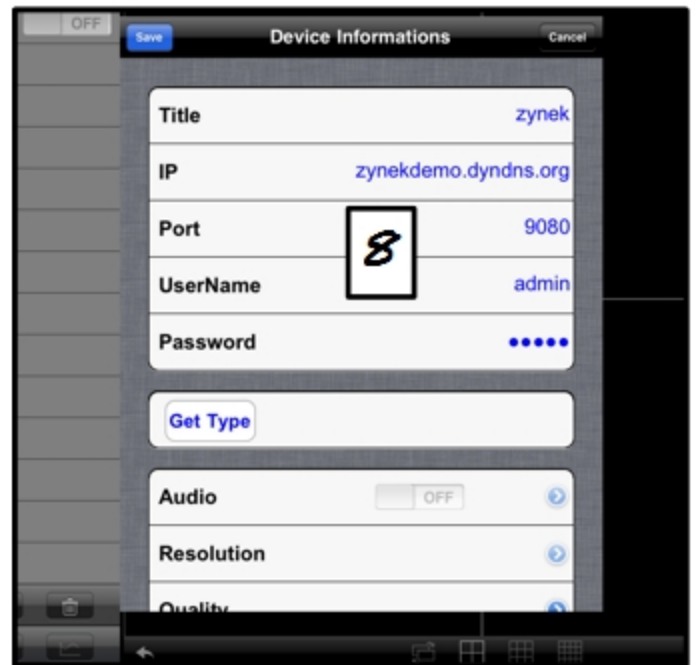 OFF
Save Device Informations Cancel
Title zynek
IP zynekdemo.dyndns.org
Port 9080
8
UserName admin
Password •••••
Get Type
Audio OFF
Resolution
Quality